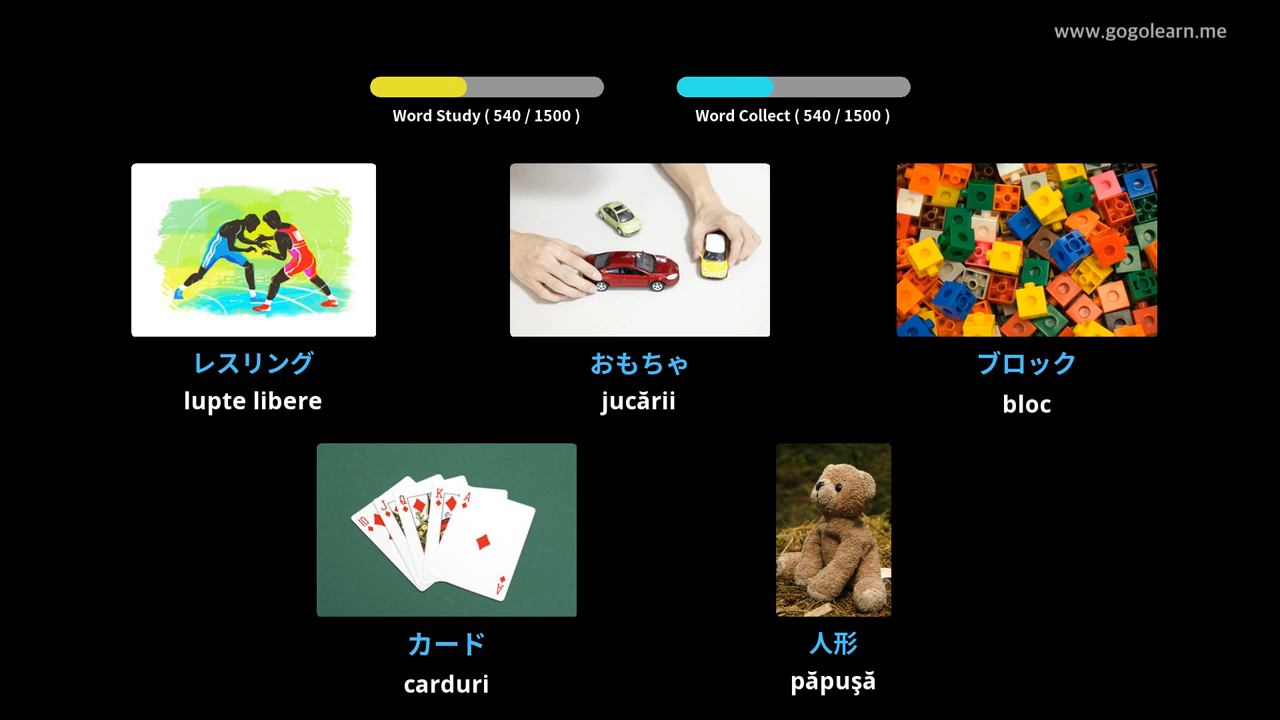 www.gogolearn.me
Word Study ( 540 / 1500 )
Word Collect ( 540 / 1500 )
レスリング
lupte libere
おもちゃ
jucării
ブロック
bloc
10 J Q K A
A
カード
carduri
人形
păpuşă